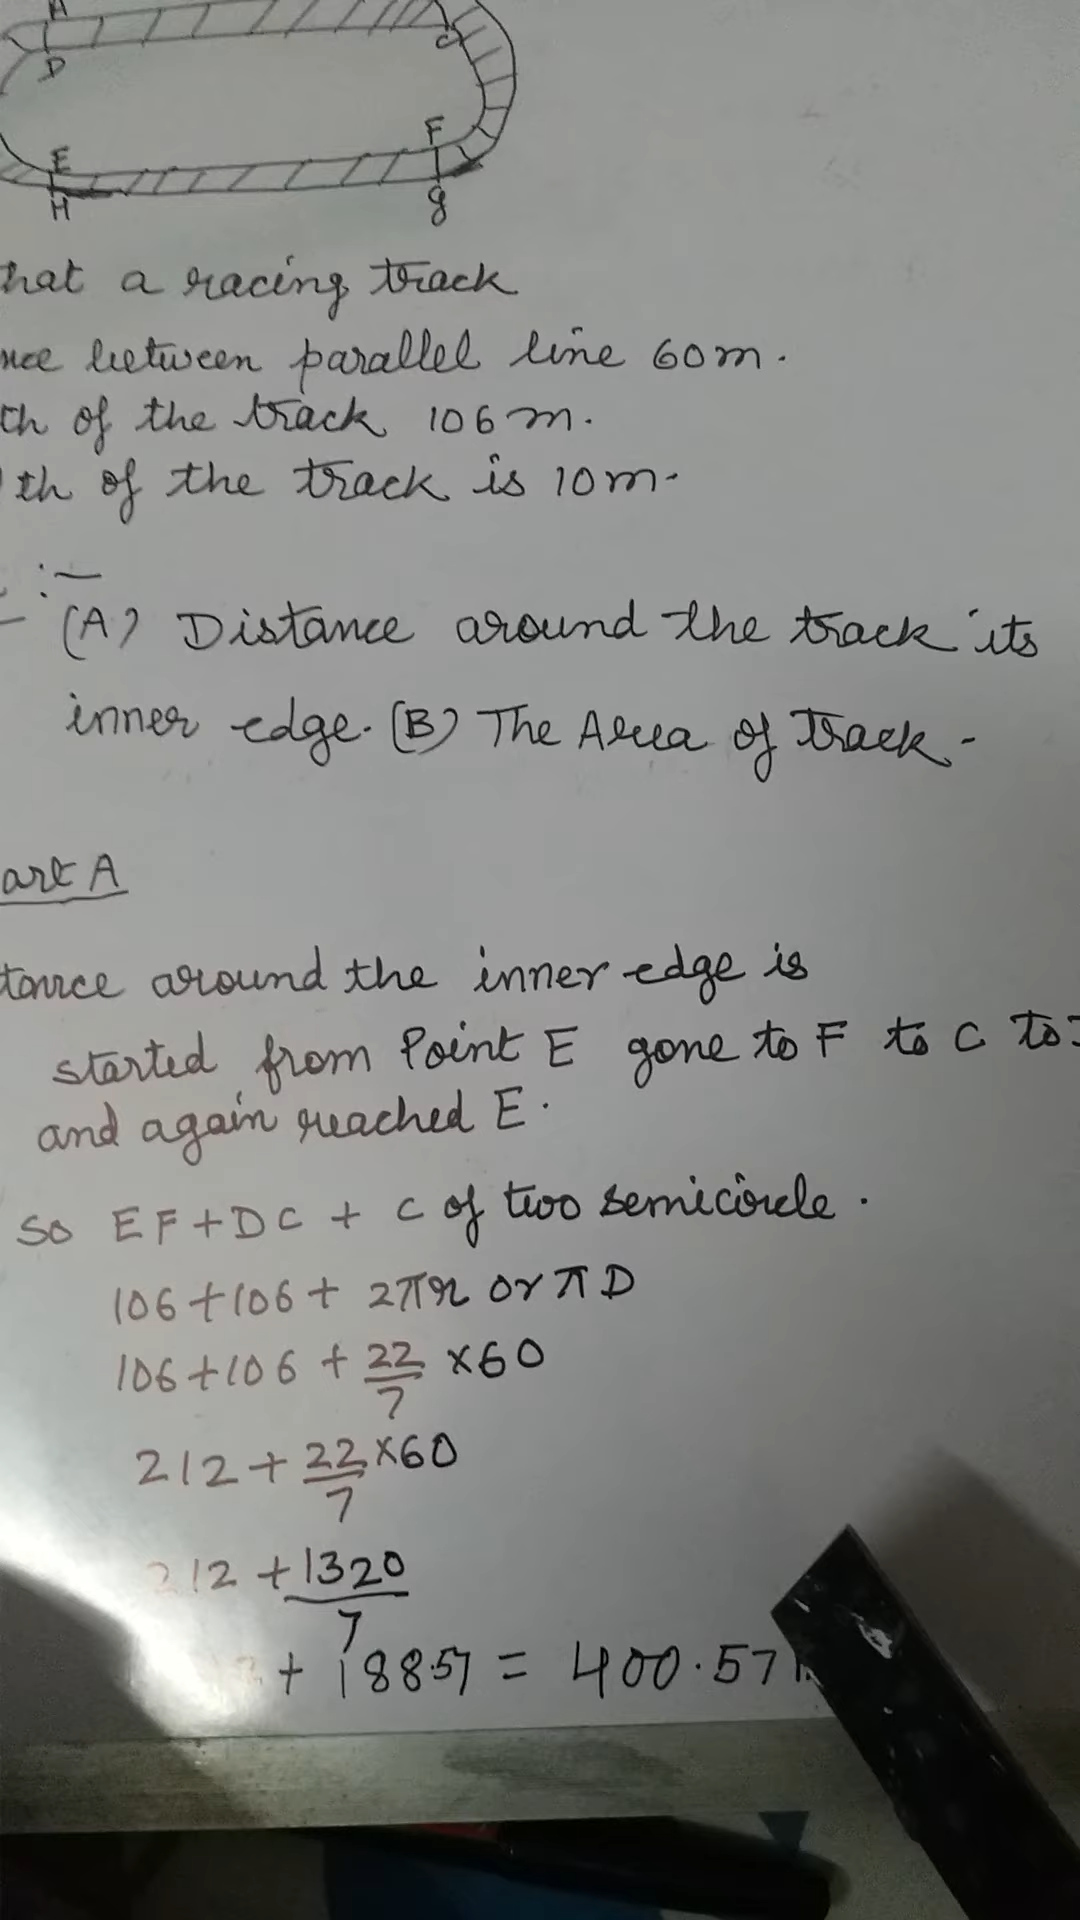 A
D
C
E
F
H
g
hat a racing track
nce between parallel line 60m.
th of the track 106m.
th of the track is 10m.
:-
(A) Distance around the track its
inner edge. (B) The Area of Track.
art A
tance around the inner edge is
started from Point E gone to F to C to
and again reached E.
So EF+DC + C of two semicircle.
106+106+ 2πr or πD
106+106 + 22/7 ×60
212+ 22/7 ×60
212 + 1320/7
+ 188.57 = 400.57